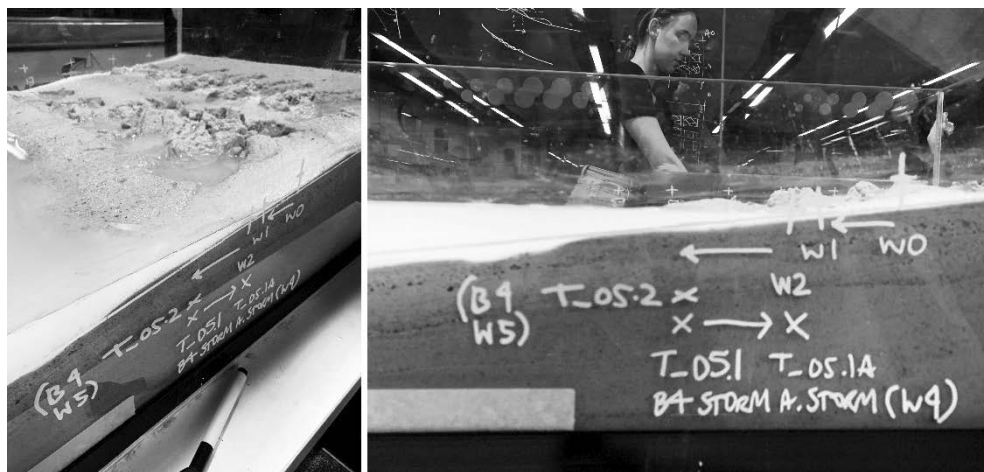 W1 ← W0
W2
T_05.2 X
X → X
T_05.1 T_05.1A
B4 STORM A. STORM (W4)
(B4
W5)
← W1 ← W0
(B4
W5)
T_05.2 X
W2
X → X
T_05.1 T_05.1A
B4 STORM A. STORM (W4)